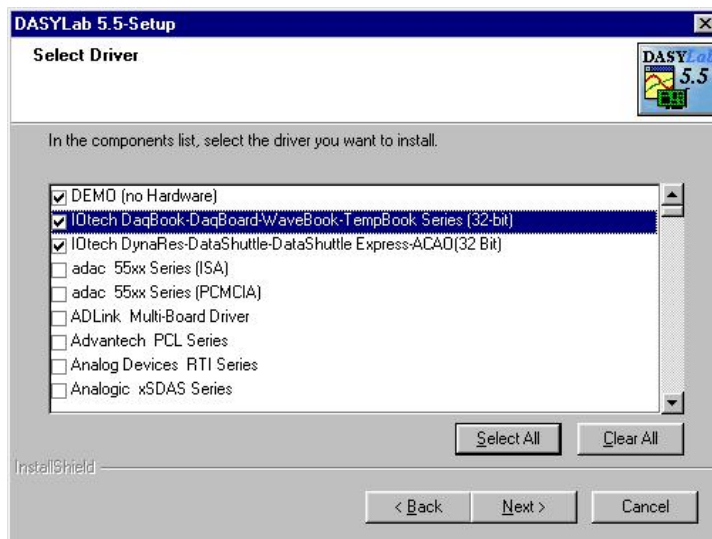 DASYLab 5.5-Setup
Select Driver
DASYLab
5.5
In the components list, select the driver you want to install.
DEMO (no Hardware)
IOtech DaqBook-DaqBoard-WaveBook-TempBook Series (32-bit)
IOtech DynaRes-DataShuttle-DataShuttle Express-ACAO(32 Bit)
adac 55xx Series (ISA)
adac 55xx Series (PCMCIA)
ADLink Multi-Board Driver
Advantech PCL Series
Analog Devices RTI Series
Analogic xSDAS Series
Select All
Clear All
InstallShield
< Back
Next >
Cancel